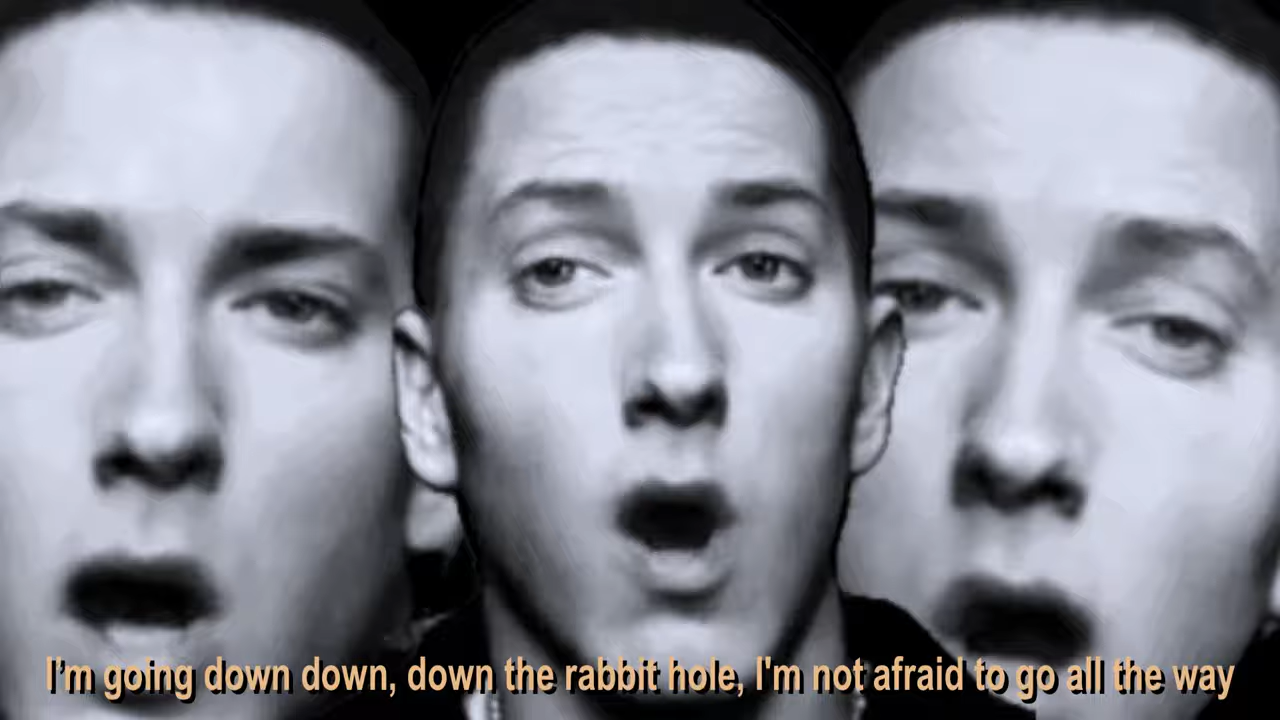 I'm going down down, down the rabbit hole, I'm not afraid to go all the way